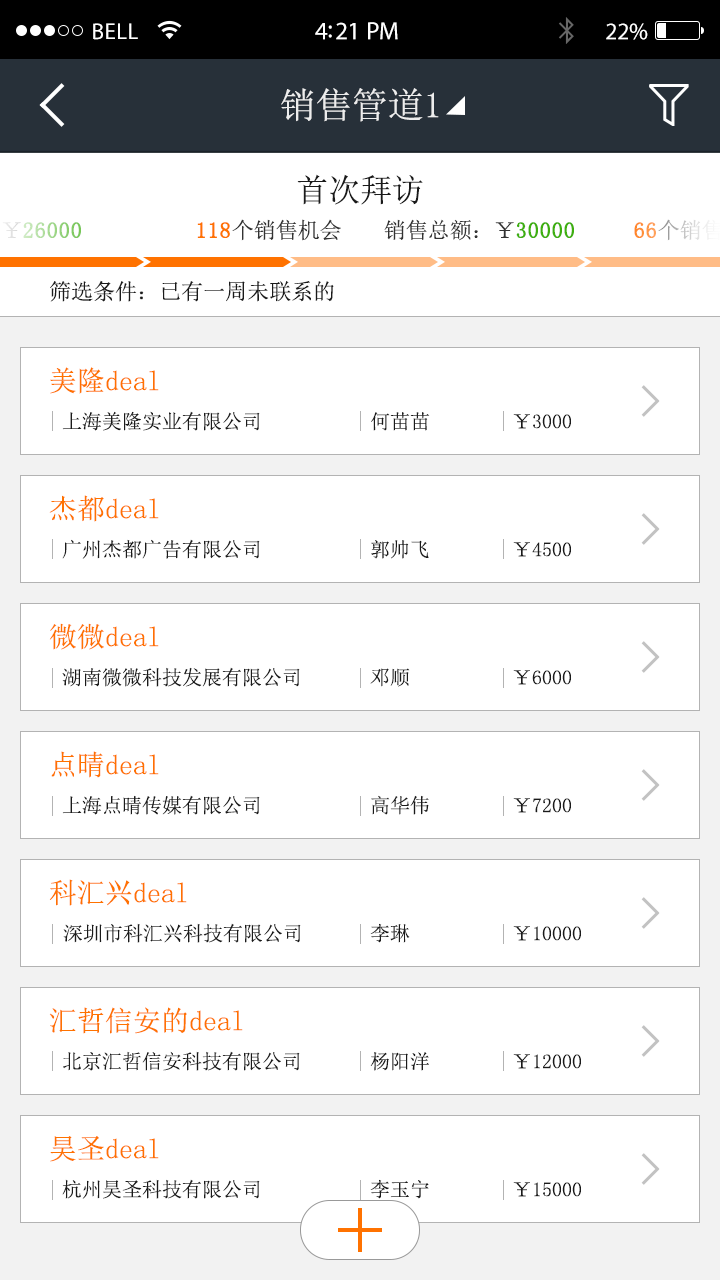 BELL 4:21 PM 22%
销售管道1
首次拜访
¥26000 118个销售机会 销售总额：¥30000 66个销售
筛选条件：已有一周未联系的
美隆deal
上海美隆实业有限公司 何苗苗 ¥3000
杰都deal
广州杰都广告有限公司 郭帅飞 ¥4500
微微deal
湖南微微科技发展有限公司 邓顺 ¥6000
点晴deal
上海点晴传媒有限公司 高华伟 ¥7200
科汇兴deal
深圳市科汇兴科技有限公司 李琳 ¥10000
汇哲信安的deal
北京汇哲信安科技有限公司 杨阳洋 ¥12000
昊圣deal
杭州昊圣科技有限公司 李玉宁 ¥15000